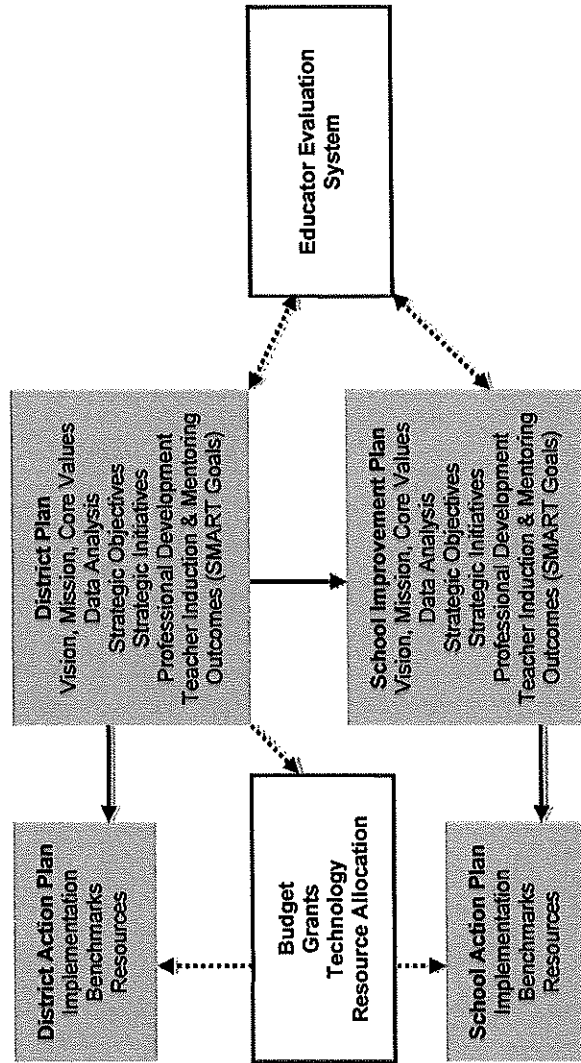 District Action Plan
Implementation
Benchmarks
Resources
District Plan
Vision, Mission, Core Values
Data Analysis
Strategic Objectives
Strategic Initiatives
Professional Development
Teacher Induction & Mentoring
Outcomes (SMART Goals)
Budget
Grants
Technology
Resource Allocation
Educator Evaluation
System
School Action Plan
Implementation
Benchmarks
Resources
School Improvement Plan
Vision, Mission, Core Values
Data Analysis
Strategic Objectives
Strategic Initiatives
Professional Development
Teacher Induction & Mentoring
Outcomes (SMART Goals)